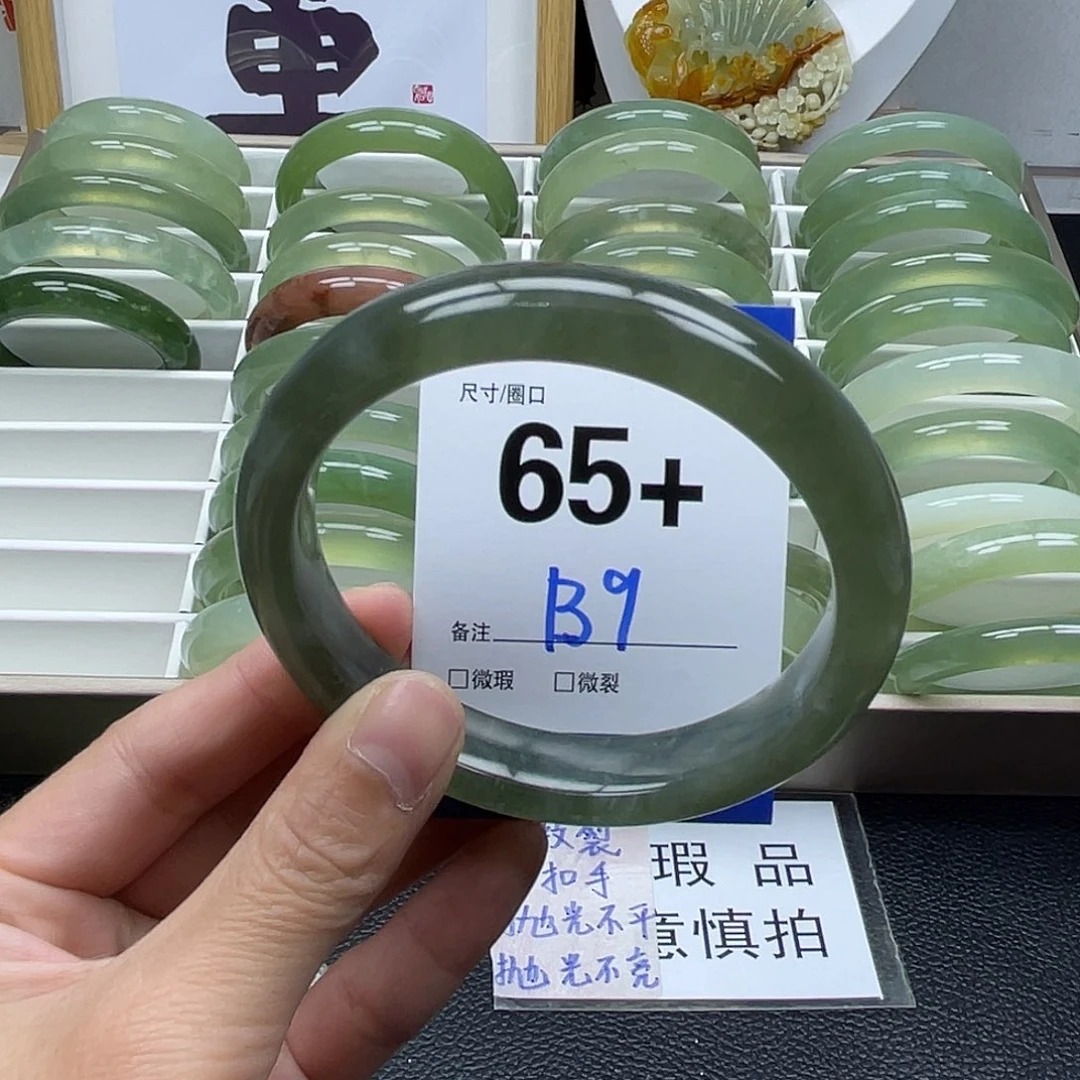 尺寸/圈口
65+
B9
备注
□微瑕 □微裂
纹裂
扣手
抛光不平
抛光不亮
瑕 品
意慎拍